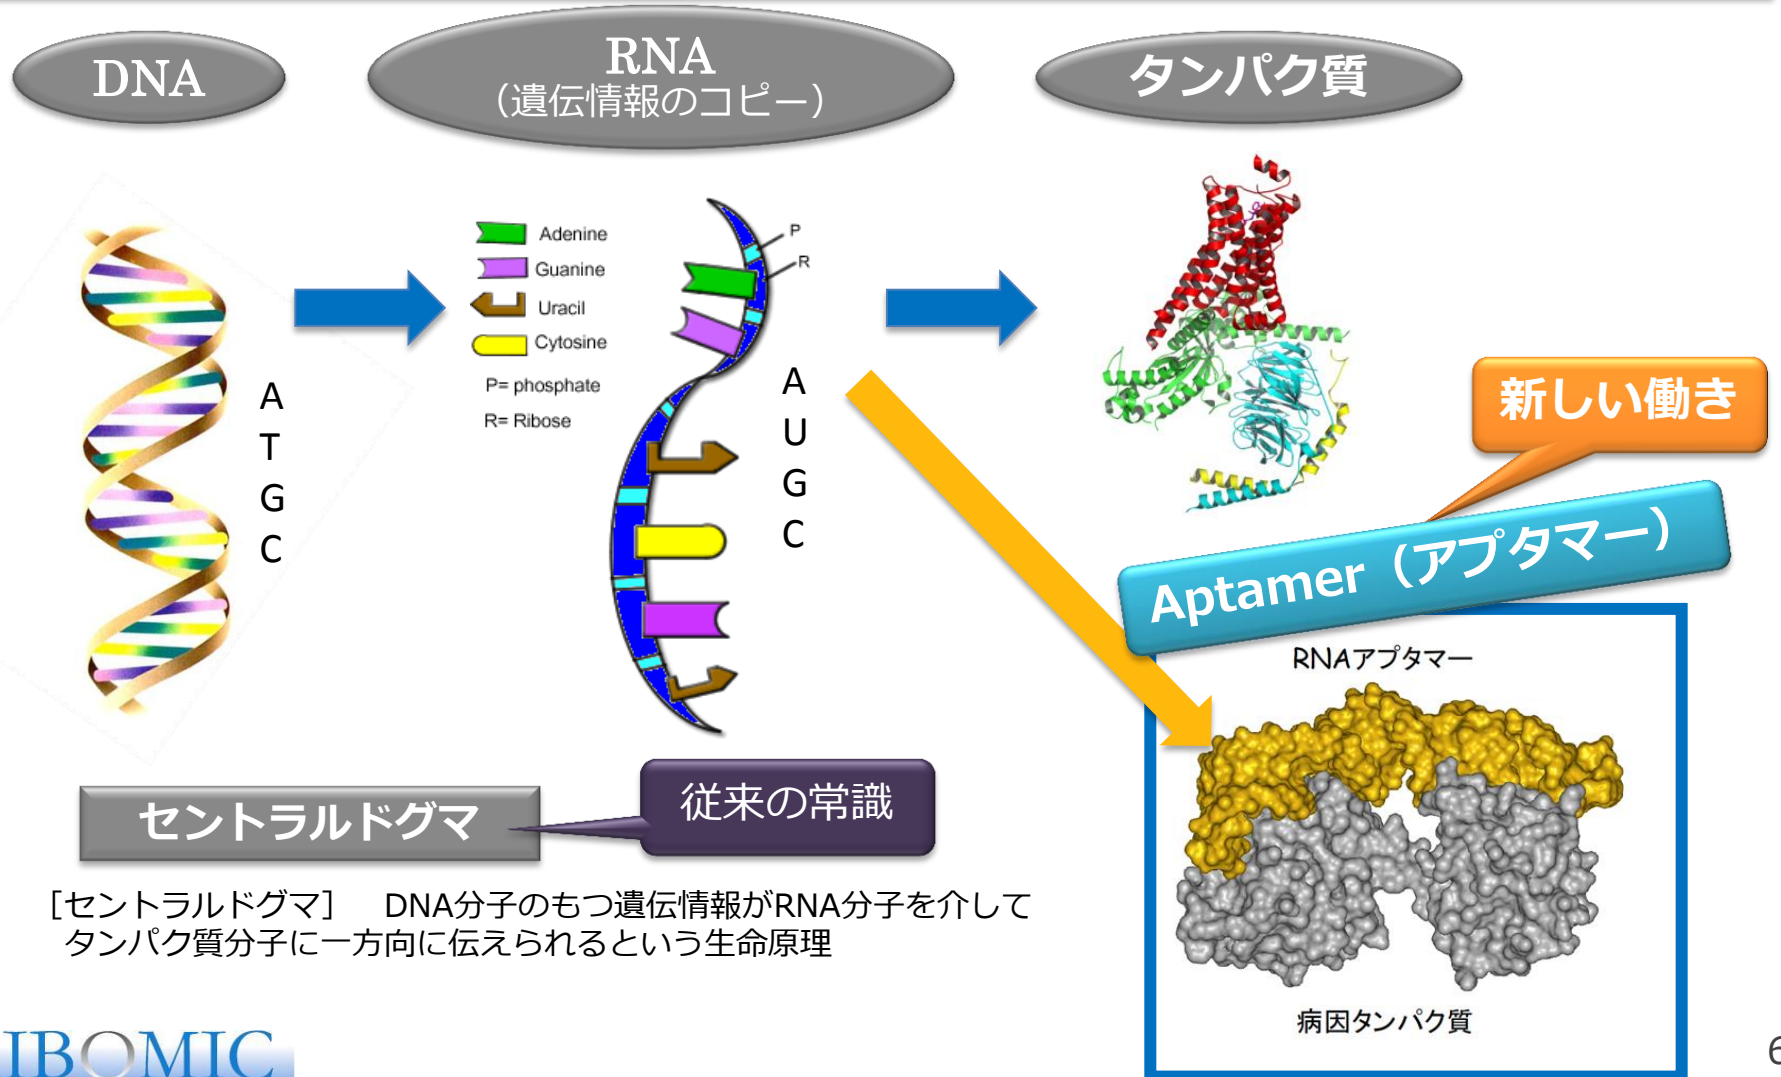 DNA
RNA
（遺伝情報のコピー）
タンパク質
Adenine
Guanine
Uracil
Cytosine
P= phosphate
R= Ribose
P
R
A
T
G
C
A
U
G
C
新しい働き
Aptamer（アプタマー）
RNAアプタマー
病因タンパク質
セントラルドグマ
従来の常識
［セントラルドグマ］　DNA分子のもつ遺伝情報がRNA分子を介して
タンパク質分子に一方向に伝えられるという生命原理
IBOMIC
6